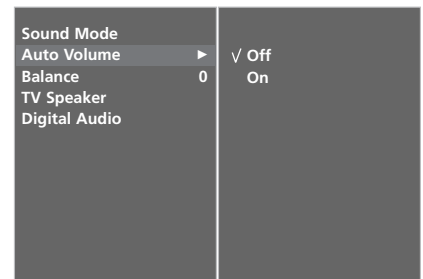 Sound Mode
Auto Volume ►
Balance 0
TV Speaker
Digital Audio
√ Off
On